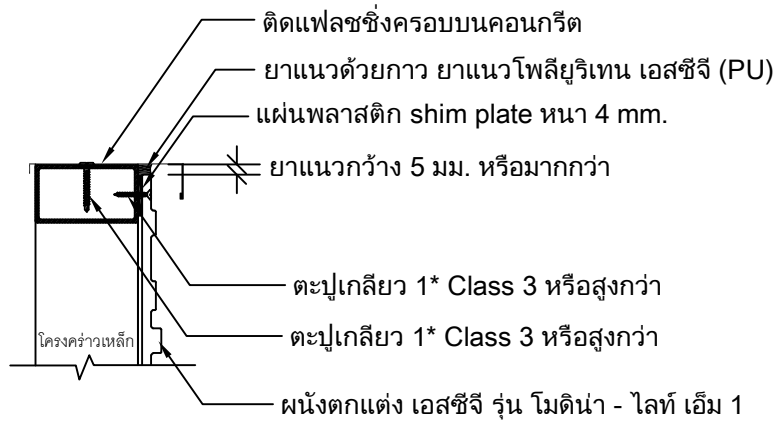 ติดแฟลชชิ่งครอบบนคอนกรีต
ยาแนวด้วยกาว ยาแนวโพลียูริเทน เอสซีจี (PU)
แผ่นพลาสติก shim plate หนา 4 mm.
ยาแนวกว้าง 5 มม. หรือมากกว่า
ตะปูเกลียว 1* Class 3 หรือสูงกว่า
โครงคร่าวเหล็ก
ตะปูเกลียว 1* Class 3 หรือสูงกว่า
ผนังตกแต่ง เอสซีจี รุ่น โมดิน่า - ไลท์ เอ็ม 1